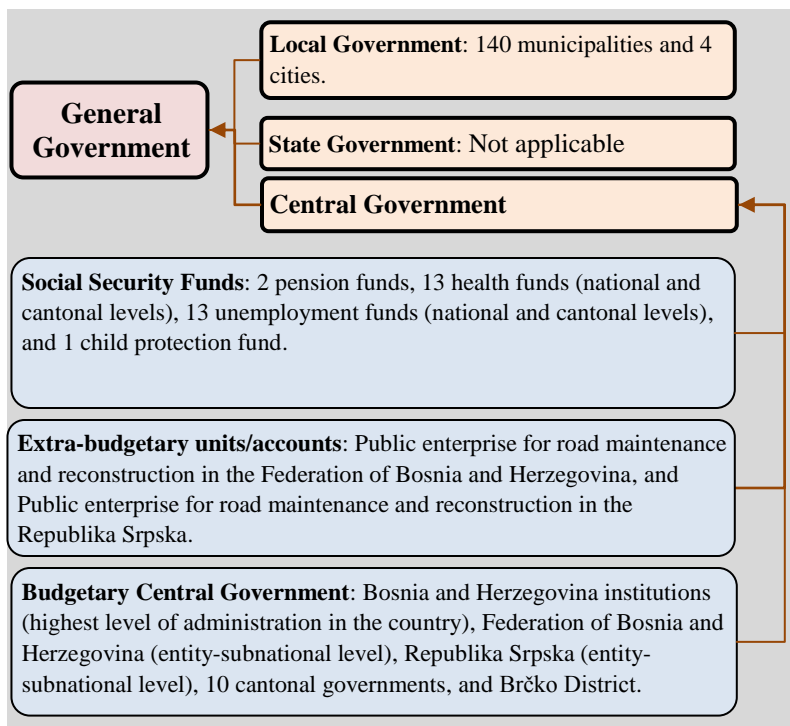 General
Government
Local Government: 140 municipalities and 4
cities.
State Government: Not applicable
Central Government
Social Security Funds: 2 pension funds, 13 health funds (national and
cantonal levels), 13 unemployment funds (national and cantonal levels),
and 1 child protection fund.
Extra-budgetary units/accounts: Public enterprise for road maintenance
and reconstruction in the Federation of Bosnia and Herzegovina, and
Public enterprise for road maintenance and reconstruction in the
Republika Srpska.
Budgetary Central Government: Bosnia and Herzegovina institutions
(highest level of administration in the country), Federation of Bosnia and
Herzegovina (entity-subnational level), Republika Srpska (entity-
subnational level), 10 cantonal governments, and Brčko District.